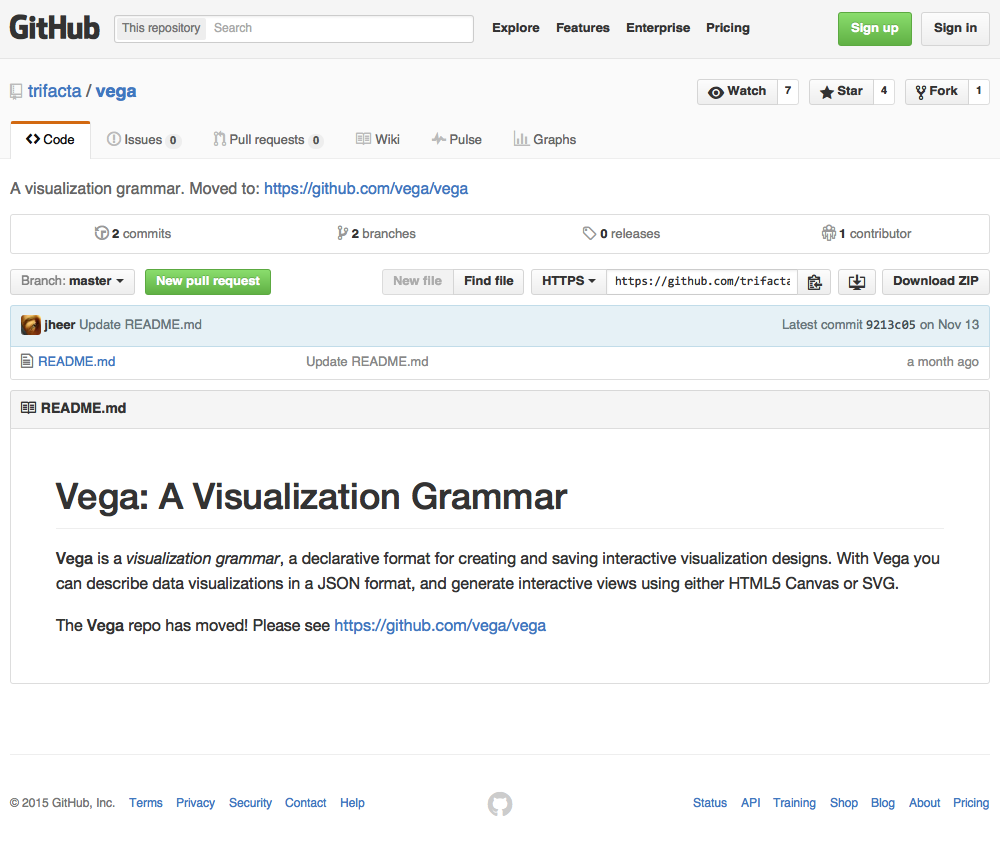 GitHub This repository Search Explore Features Enterprise Pricing Sign up Sign in
trifacta / vega Watch 7 Star 4 Fork 1
Code Issues 0 Pull requests 0 Wiki Pulse Graphs
A visualization grammar. Moved to: https://github.com/vega/vega
2 commits 2 branches 0 releases 1 contributor
Branch: master New pull request New file Find file HTTPS https://github.com/trifacta Download ZIP
jheer Update README.md Latest commit 9213c05 on Nov 13
README.md Update README.md a month ago
README.md
Vega: A Visualization Grammar
Vega is a visualization grammar, a declarative format for creating and saving interactive visualization designs. With Vega you
can describe data visualizations in a JSON format, and generate interactive views using either HTML5 Canvas or SVG.
The Vega repo has moved! Please see https://github.com/vega/vega
© 2015 GitHub, Inc. Terms Privacy Security Contact Help Status API Training Shop Blog About Pricing